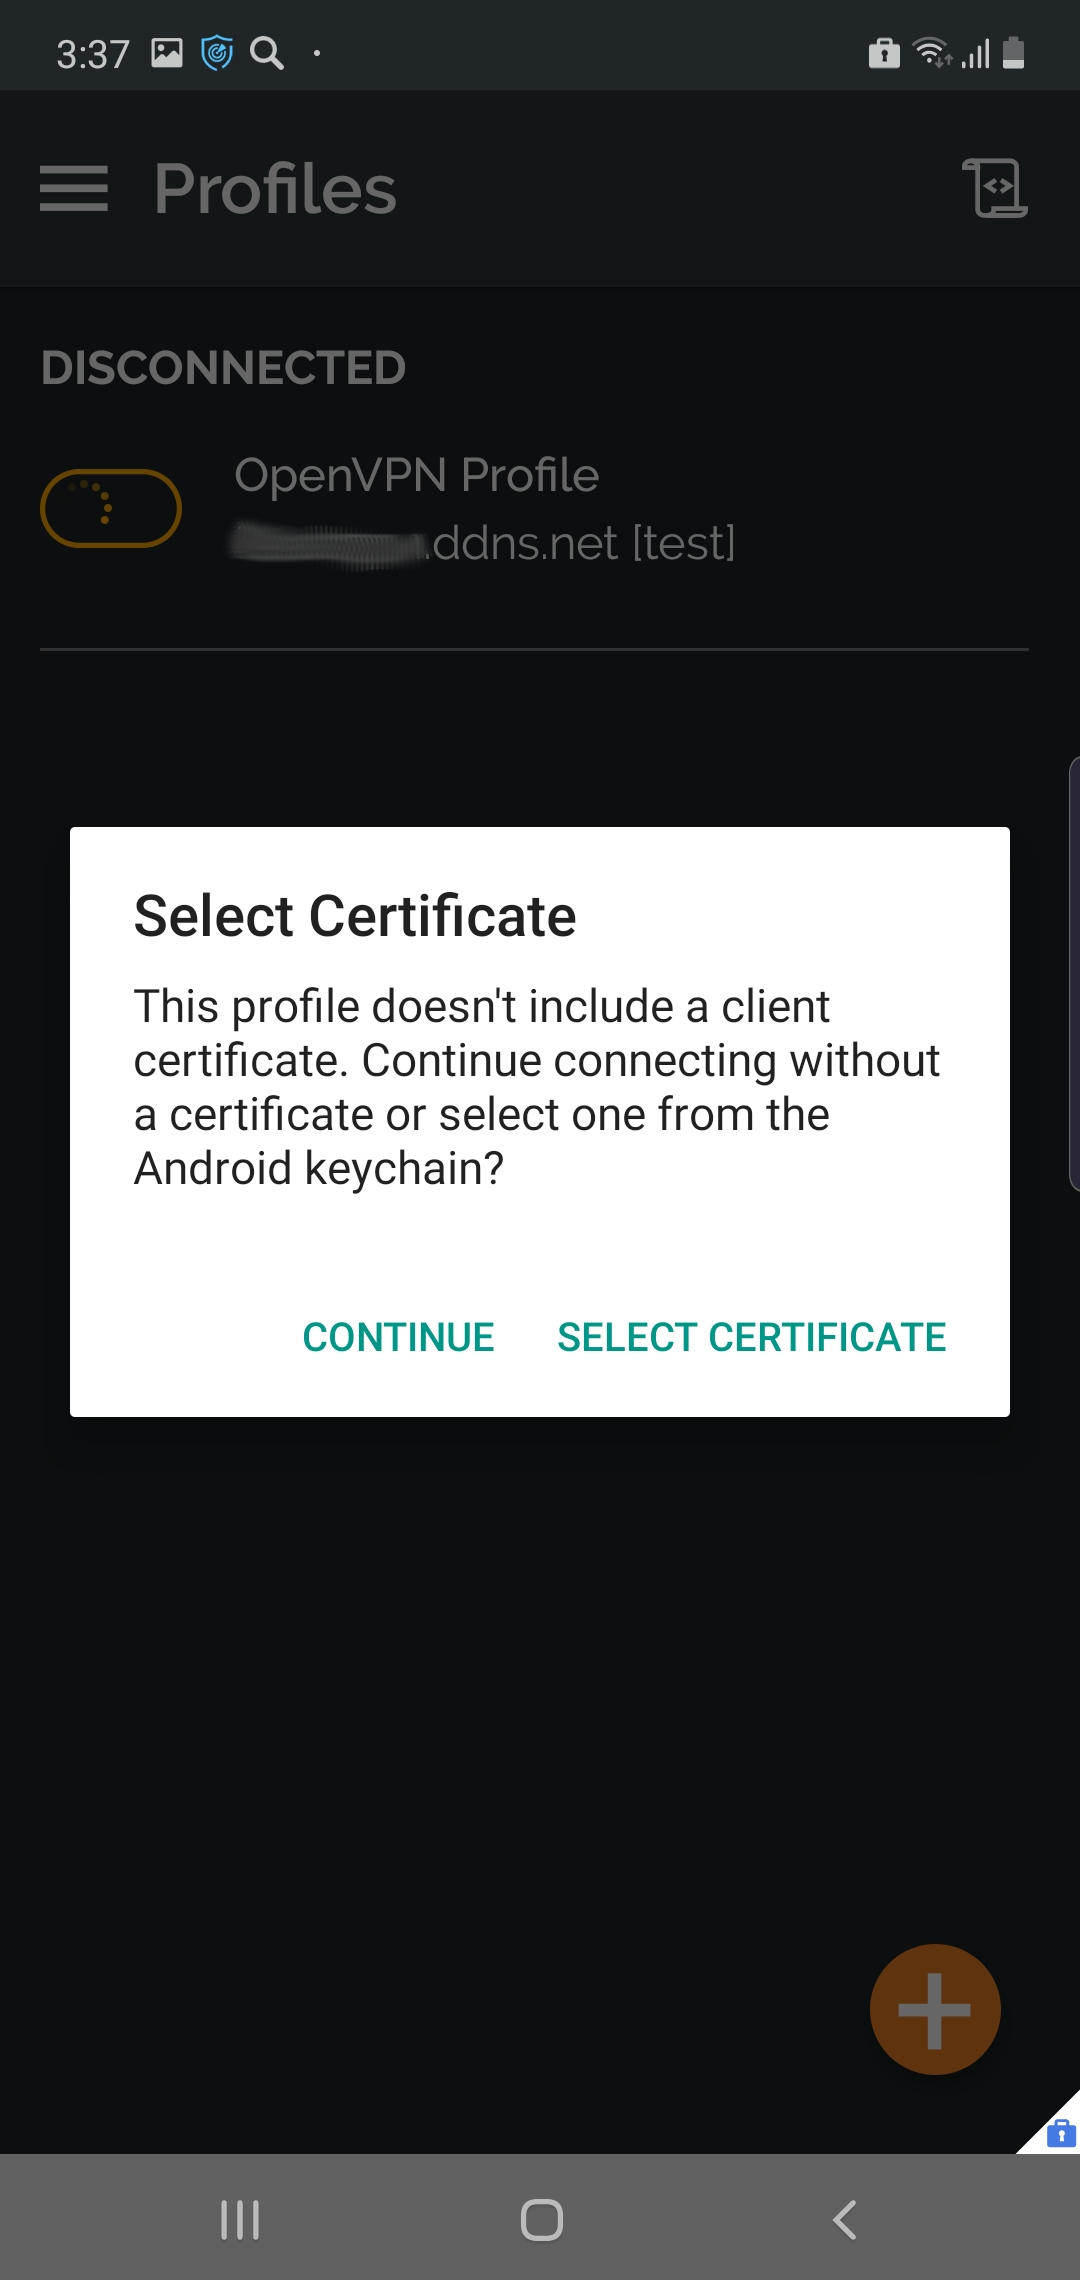 3:37
Profiles
DISCONNECTED
OpenVPN Profile
.ddns.net [test]
Select Certificate
This profile doesn't include a client
certificate. Continue connecting without
a certificate or select one from the
Android keychain?
CONTINUE SELECT CERTIFICATE